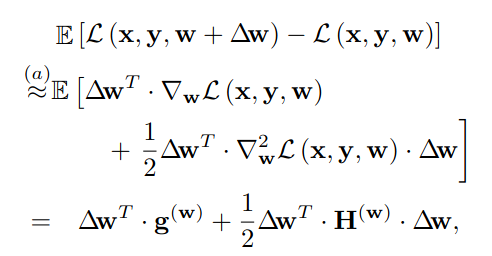 𝔼 [ℒ (𝐱, 𝐲, 𝐰 + Δ𝐰) − ℒ (𝐱, 𝐲, 𝐰)]
(a)≈ 𝔼 [Δ𝐰^T · ∇_𝐰 ℒ (𝐱, 𝐲, 𝐰)
+ 1/2 Δ𝐰^T · ∇²_𝐰 ℒ (𝐱, 𝐲, 𝐰) · Δ𝐰]
= Δ𝐰^T · 𝐠^(𝐰) + 1/2 Δ𝐰^T · 𝐇^(𝐰) · Δ𝐰,